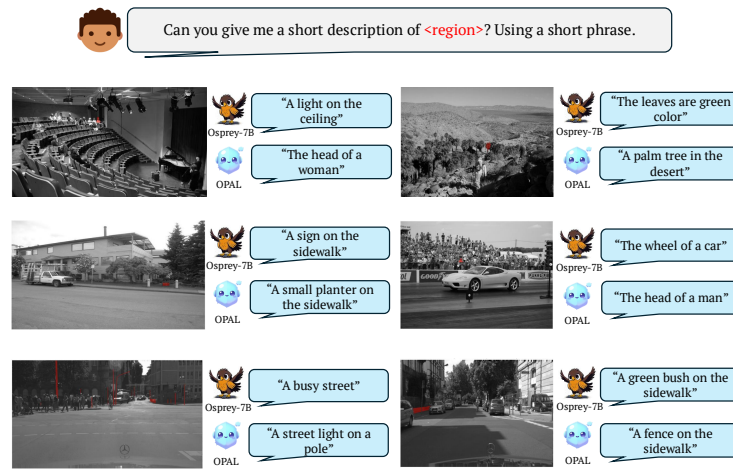 Can you give me a short description of <region>? Using a short phrase.
“A light on the
ceiling”
Osprey-7B
“The head of a
woman”
OPAL
“The leaves are green
color”
Osprey-7B
“A palm tree in the
desert”
OPAL
“A sign on the
sidewalk”
Osprey-7B
“A small planter on
the sidewalk”
OPAL
“The wheel of a car”
Osprey-7B
“The head of a man”
OPAL
“A busy street”
Osprey-7B
“A street light on a
pole”
OPAL
“A green bush on the
sidewalk”
Osprey-7B
“A fence on the
sidewalk”
OPAL